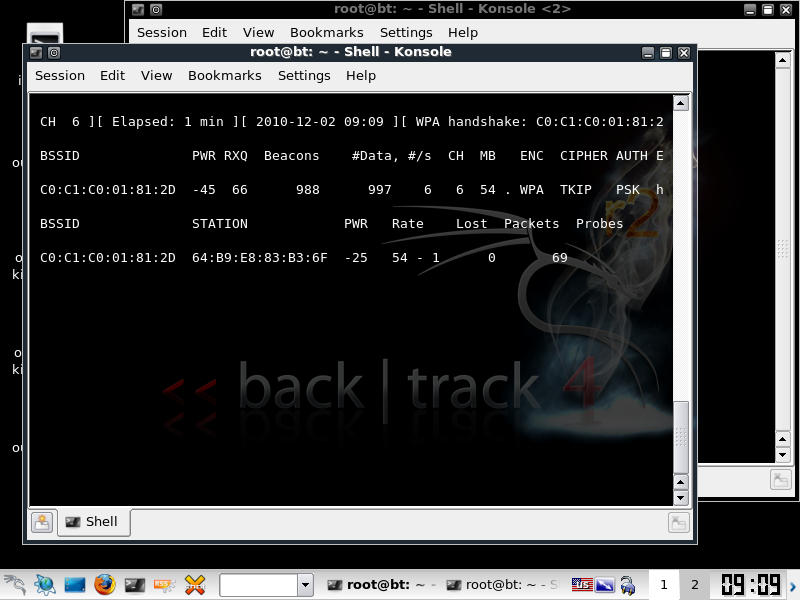 root@bt: ~ - Shell - Konsole <2>
Session Edit View Bookmarks Settings Help
root@bt: ~ - Shell - Konsole
Session Edit View Bookmarks Settings Help
CH 6 ][ Elapsed: 1 min ][ 2010-12-02 09:09 ][ WPA handshake: C0:C1:C0:01:81:2
BSSID PWR RXQ Beacons #Data, #/s CH MB ENC CIPHER AUTH E
C0:C1:C0:01:81:2D -45 66 988 997 6 6 54 . WPA TKIP PSK h
BSSID STATION PWR Rate Lost Packets Probes
C0:C1:C0:01:81:2D 64:B9:E8:83:B3:6F -25 54 - 1 0 69
r2
<< back | track 4
Shell
root@bt: ~ - root@bt: ~ - S 1 2 09:09